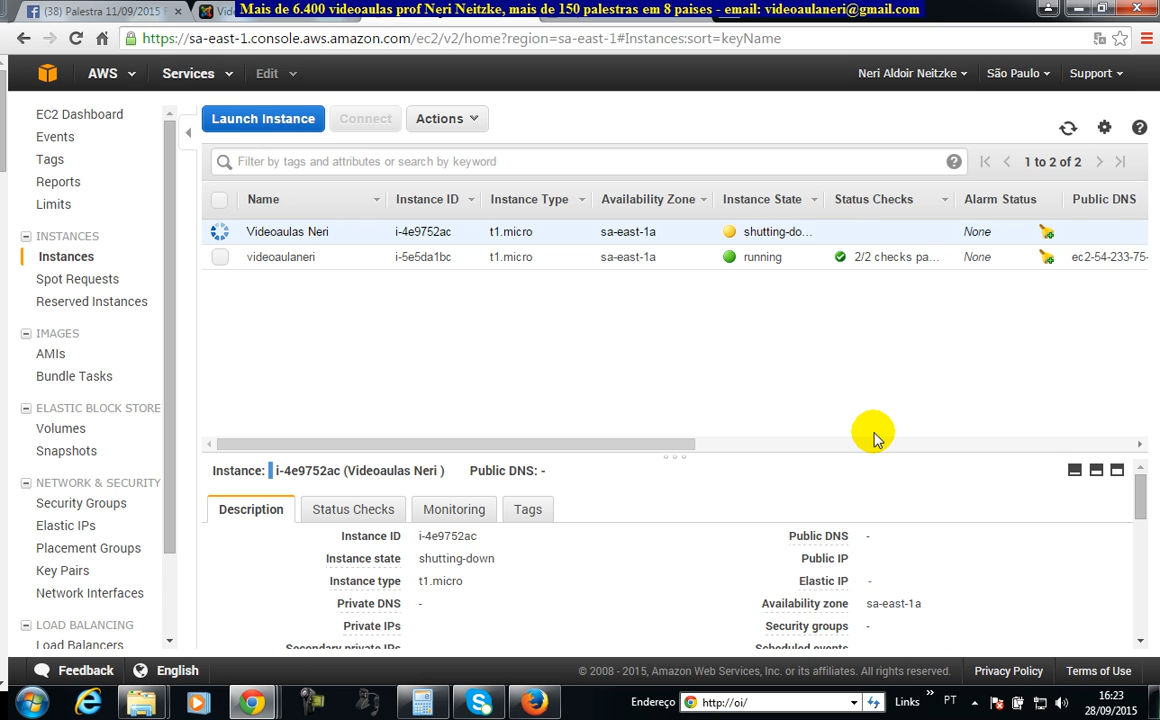 (38) Palestra 11/09/2015
Vide
Mais de 6.400 videoaulas prof Neri Neitzke, mais de 150 palestras em 8 paises - email: videoaulaneri@gmail.com
https://sa-east-1.console.aws.amazon.com/ec2/v2/home?region=sa-east-1#Instances:sort=keyName
AWS Services Edit Neri Aldoir Neitzke São Paulo Support
EC2 Dashboard
Events
Tags
Reports
Limits
INSTANCES
Instances
Spot Requests
Reserved Instances
IMAGES
AMIs
Bundle Tasks
ELASTIC BLOCK STORE
Volumes
Snapshots
NETWORK & SECURITY
Security Groups
Elastic IPs
Placement Groups
Key Pairs
Network Interfaces
LOAD BALANCING
Load Balancers
Launch Instance Connect Actions
Filter by tags and attributes or search by keyword
1 to 2 of 2
Name Instance ID Instance Type Availability Zone Instance State Status Checks Alarm Status Public DNS
Videoaulas Neri i-4e9752ac t1.micro sa-east-1a shutting-do... None
videoaulaneri i-5e5da1bc t1.micro sa-east-1a running 2/2 checks pa... None ec2-54-233-75-
Instance: i-4e9752ac (Videoaulas Neri ) Public DNS: -
Description Status Checks Monitoring Tags
Instance ID i-4e9752ac Public DNS -
Instance state shutting-down Public IP
Instance type t1.micro Elastic IP -
Private DNS - Availability zone sa-east-1a
Private IPs Security groups -
Secondary private IPs Scheduled events
Feedback English © 2008 - 2015, Amazon Web Services, Inc. or its affiliates. All rights reserved. Privacy Policy Terms of Use
Endereço http://oi/ Links » PT 16:23
28/09/2015